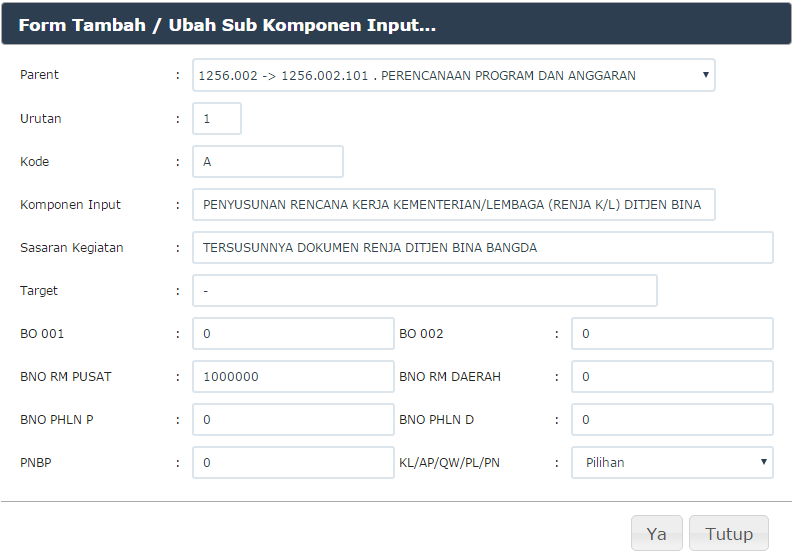 Form Tambah / Ubah Sub Komponen Input...
Parent : 1256.002 -> 1256.002.101 . PERENCANAAN PROGRAM DAN ANGGARAN
Urutan : 1
Kode : A
Komponen Input : PENYUSUNAN RENCANA KERJA KEMENTERIAN/LEMBAGA (RENJA K/L) DITJEN BINA
Sasaran Kegiatan : TERSUSUNNYA DOKUMEN RENJA DITJEN BINA BANGDA
Target : -
BO 001 : 0 BO 002 : 0
BNO RM PUSAT : 1000000 BNO RM DAERAH : 0
BNO PHLN P : 0 BNO PHLN D : 0
PNBP : 0 KL/AP/QW/PL/PN : Pilihan
Ya Tutup